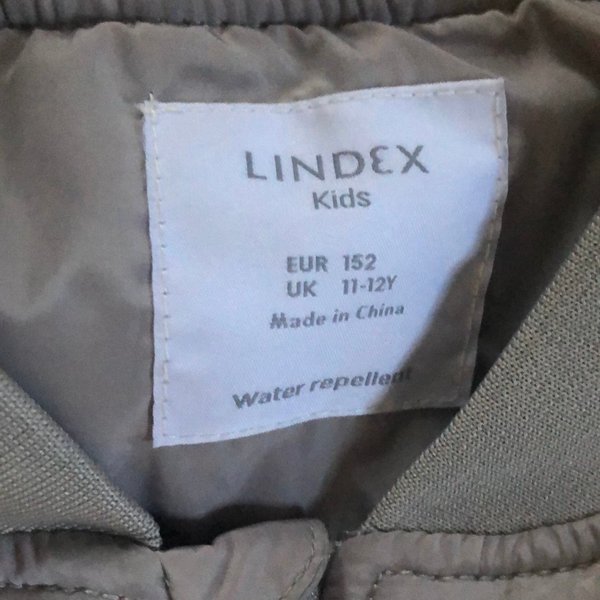 LINDEX
Kids
EUR 152
UK 11-12Y
Made in China
Water repellent